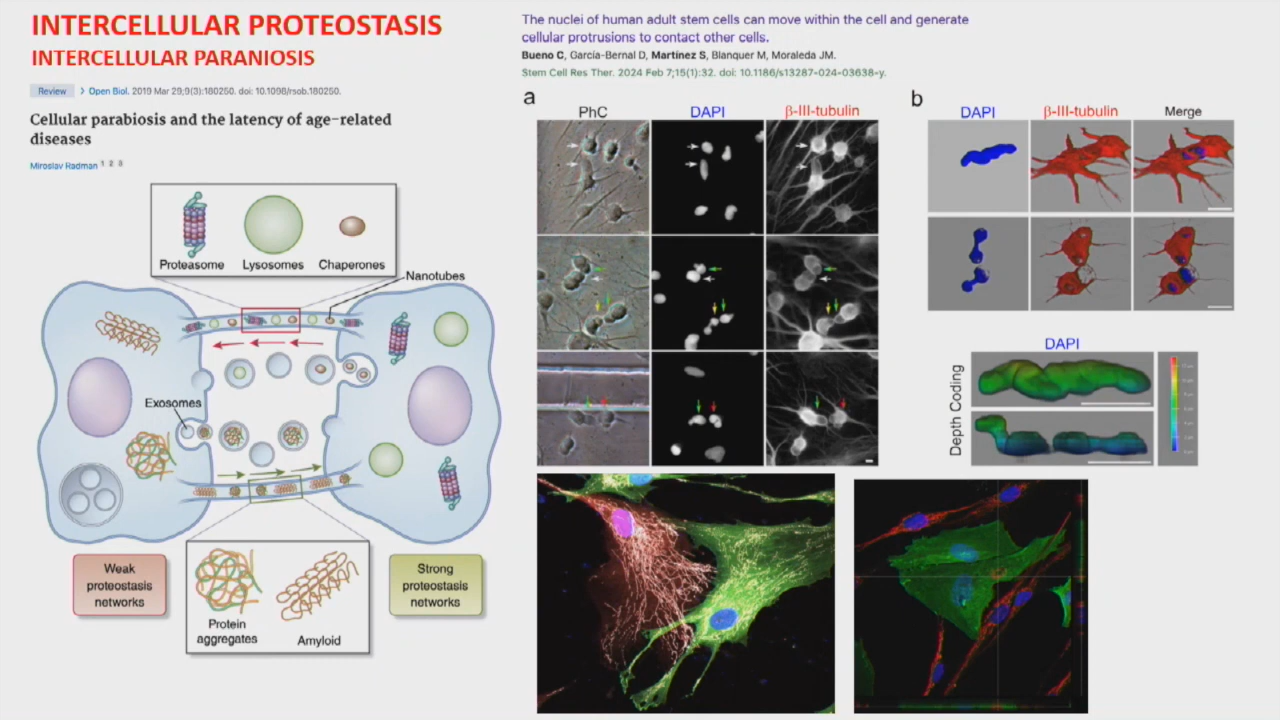 INTERCELLULAR PROTEOSTASIS
INTERCELLULAR PARANIOSIS
Review
Open Biol. 2019 Mar 29;9(3):180250. doi: 10.1098/rsob.180250.
Cellular parabiosis and the latency of age-related
diseases
Miroslav Radman 1 2 3
Proteasome
Lysosomes
Chaperones
Nanotubes
Exosomes
Weak
proteostasis
networks
Protein
aggregates
Amyloid
Strong
proteostasis
networks
The nuclei of human adult stem cells can move within the cell and generate
cellular protrusions to contact other cells.
Bueno C, García-Bernal D, Martínez S, Blanquer M, Moraleda JM.
Stem Cell Res Ther. 2024 Feb 7;15(1):32. doi: 10.1186/s13287-024-03638-y.
a
PhC
DAPI
β-III-tubulin
b
DAPI
β-III-tubulin
Merge
DAPI
Depth Coding